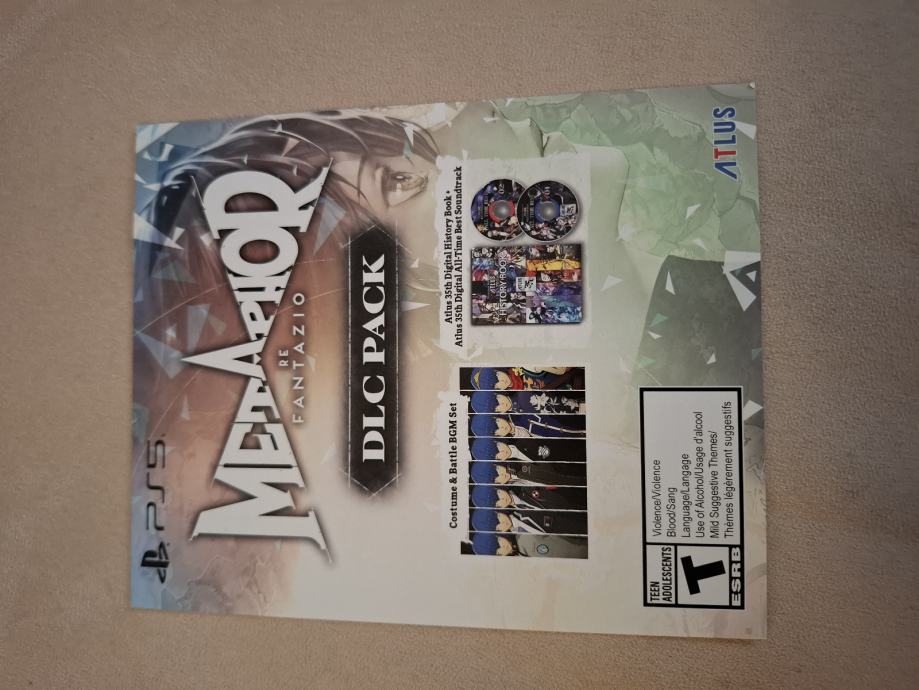 PS5
METAPHOR
RE
FANTAZIO
DLC PACK
Costume & Battle BGM Set
Atlus 35th Digital History Book +
Atlus 35th Digital All-Time Best Soundtrack
HISTORY BOOK
TEEN
ADOLESCENTS
T
ESRB
Violence/Violence
Blood/Sang
Language/Langage
Use of Alcohol/Usage d'alcool
Mild Suggestive Themes/
Thèmes légèrement suggestifs
ATLUS